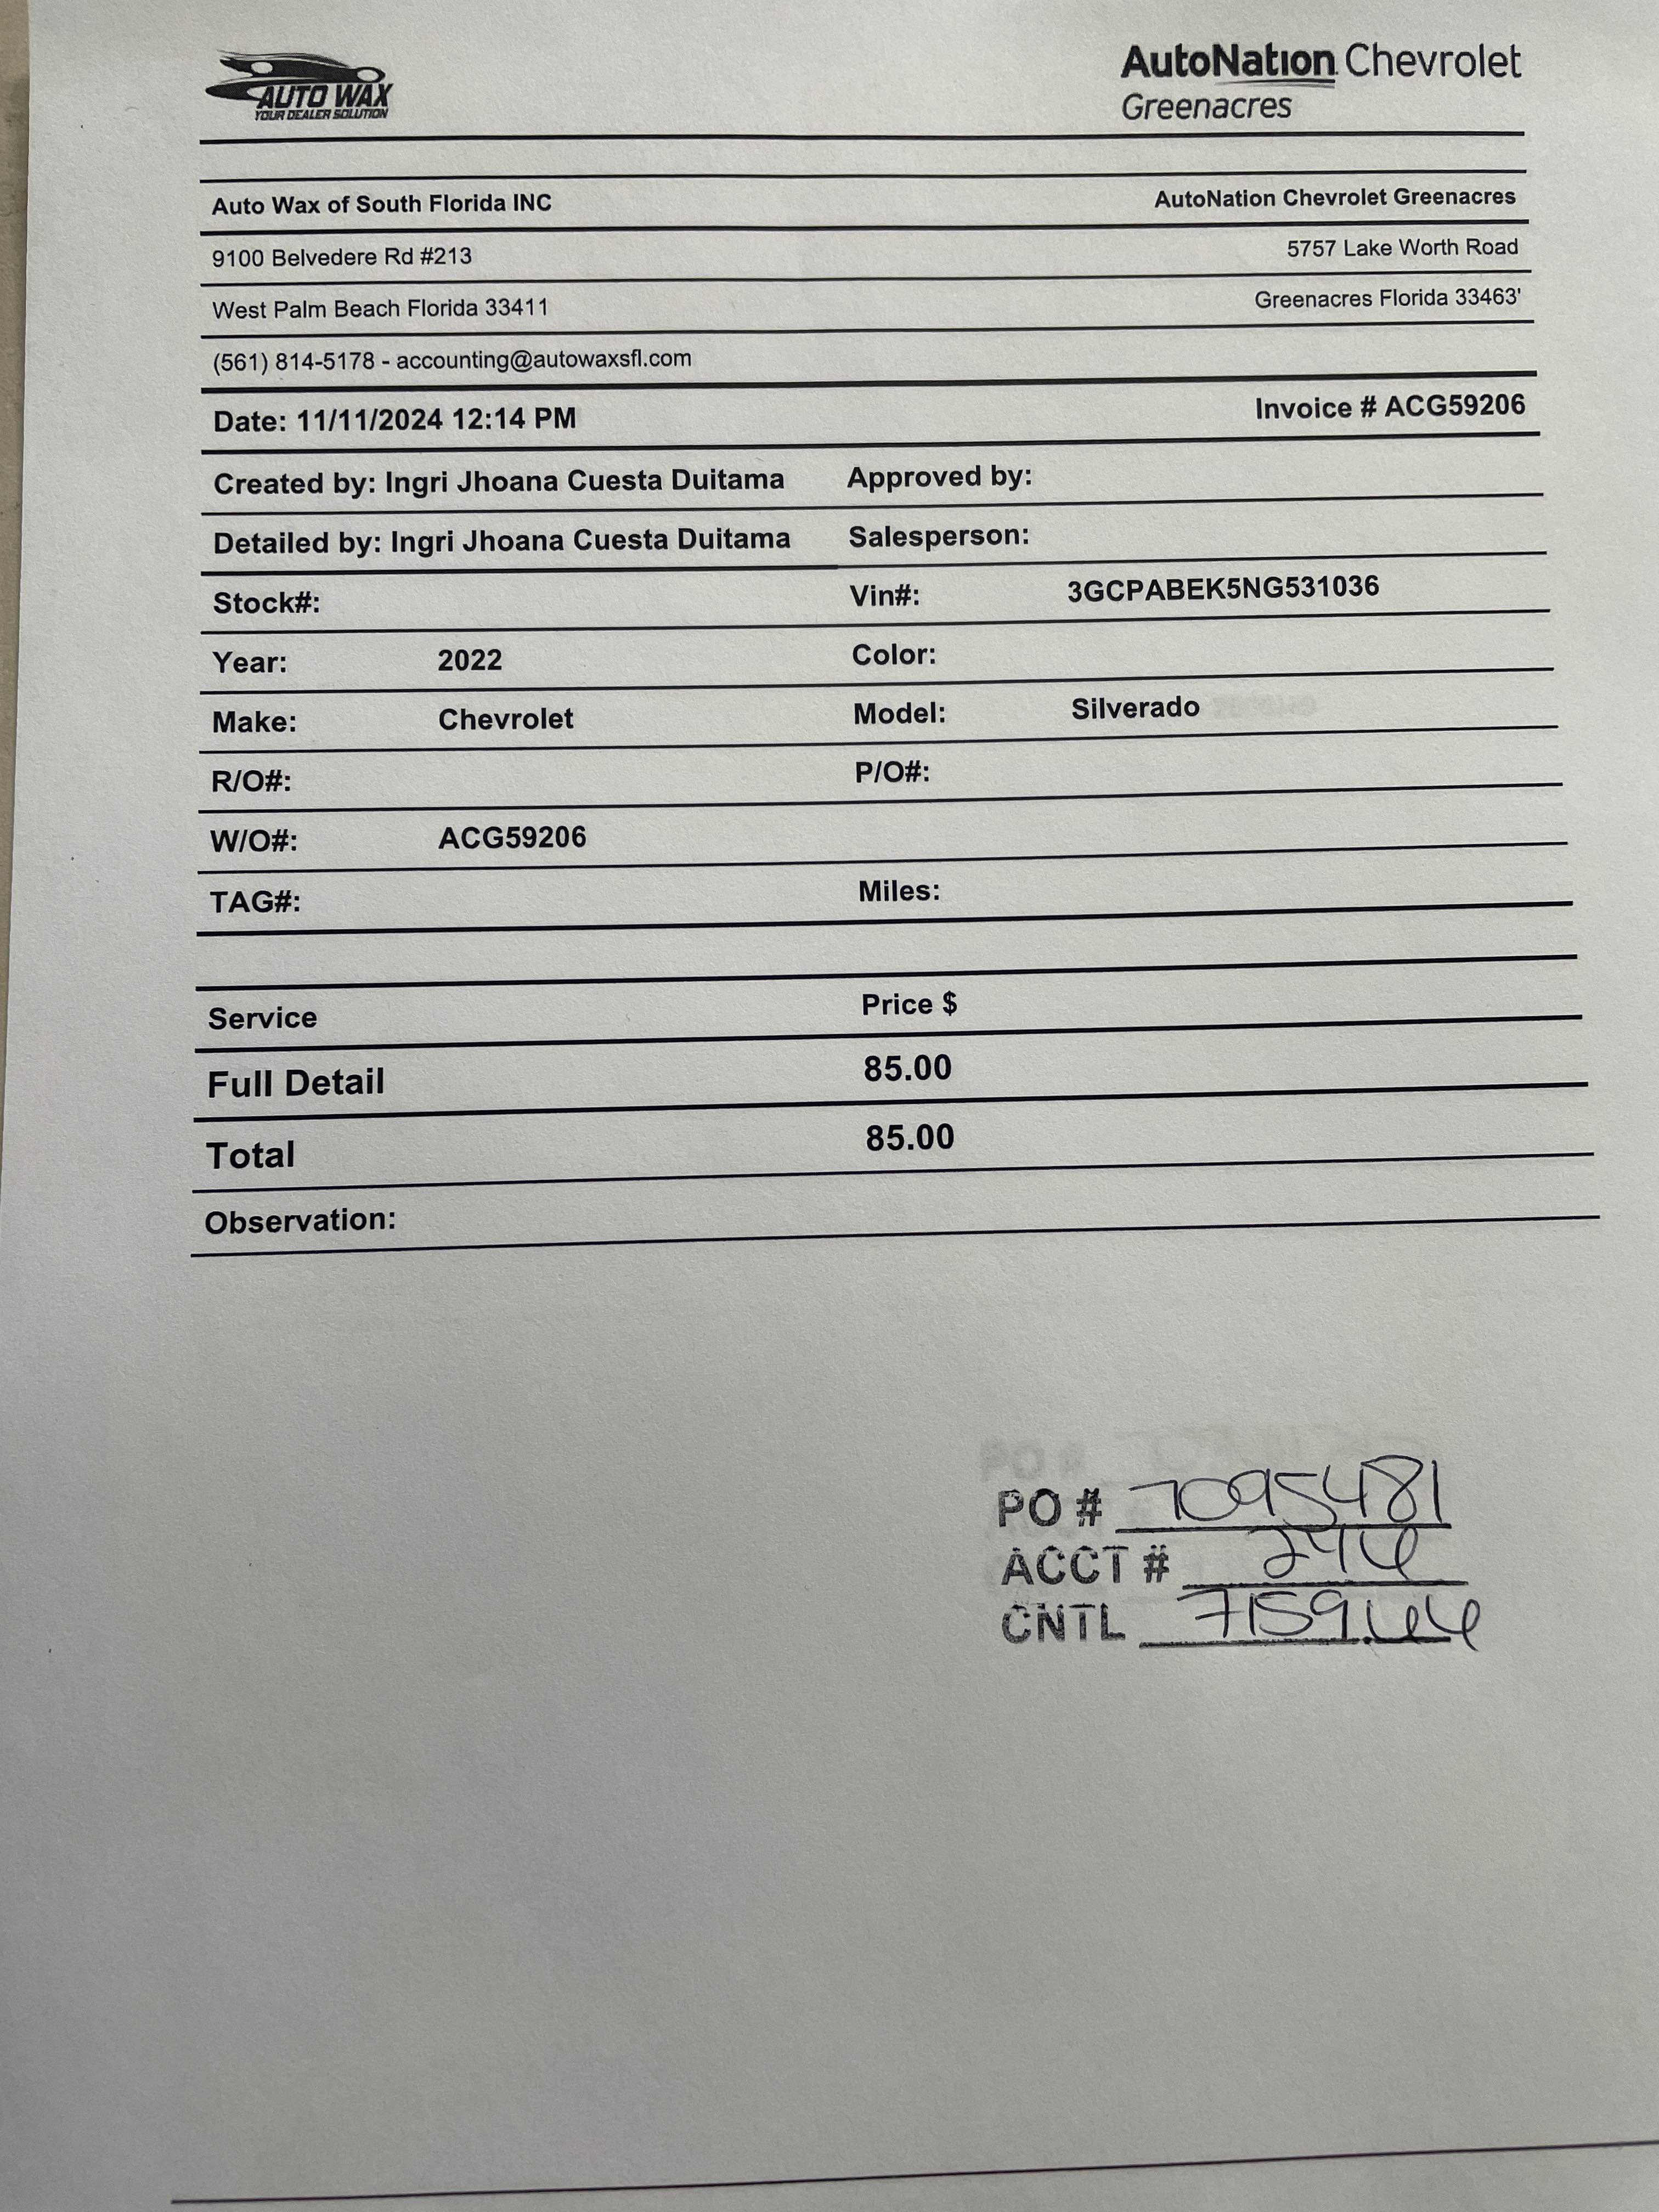 AUTO WAX
YOUR DEALER SOLUTION
AutoNation Chevrolet
Greenacres
Auto Wax of South Florida INC AutoNation Chevrolet Greenacres
9100 Belvedere Rd #213 5757 Lake Worth Road
West Palm Beach Florida 33411 Greenacres Florida 33463'
(561) 814-5178 - accounting@autowaxsfl.com
Date: 11/11/2024 12:14 PM Invoice # ACG59206
Created by: Ingri Jhoana Cuesta Duitama Approved by:
Detailed by: Ingri Jhoana Cuesta Duitama Salesperson:
Stock#: Vin#: 3GCPABEK5NG531036
Year: 2022 Color:
Make: Chevrolet Model: Silverado
R/O#: P/O#:
W/O#: ACG59206
TAG#: Miles:
Service Price $
Full Detail 85.00
Total 85.00
Observation:
PO # 7095481
ACCT #
CNTL